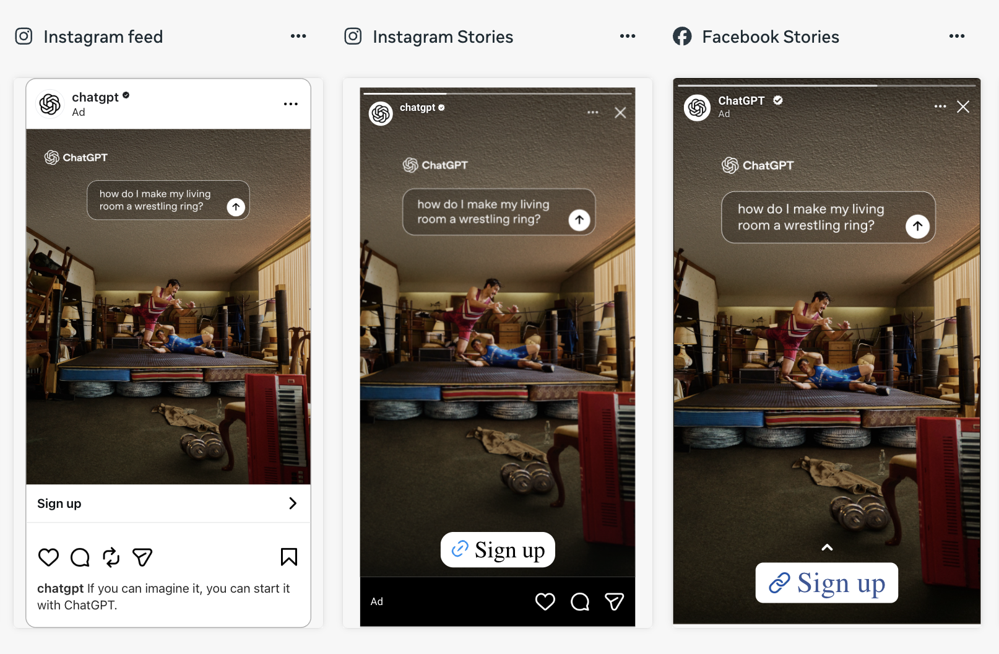 Instagram feed
chatgpt
Ad
ChatGPT
how do I make my living
room a wrestling ring?
Sign up
chatgpt If you can imagine it, you can start it
with ChatGPT.
Instagram Stories
chatgpt
ChatGPT
how do I make my living
room a wrestling ring?
Sign up
Ad
Facebook Stories
ChatGPT
Ad
ChatGPT
how do I make my living
room a wrestling ring?
Sign up